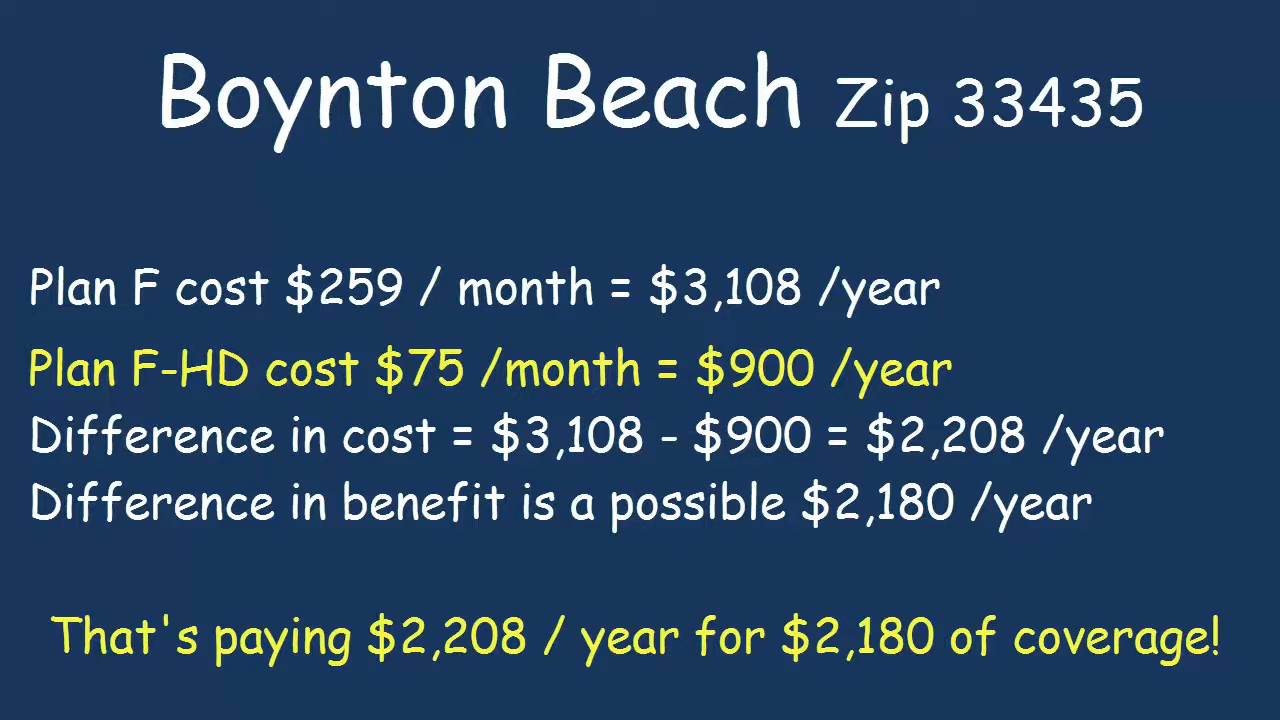 Boynton Beach Zip 33435
Plan F cost $259 / month = $3,108 /year
Plan F-HD cost $75 /month = $900 /year
Difference in cost = $3,108 - $900 = $2,208 /year
Difference in benefit is a possible $2,180 /year
That's paying $2,208 / year for $2,180 of coverage!